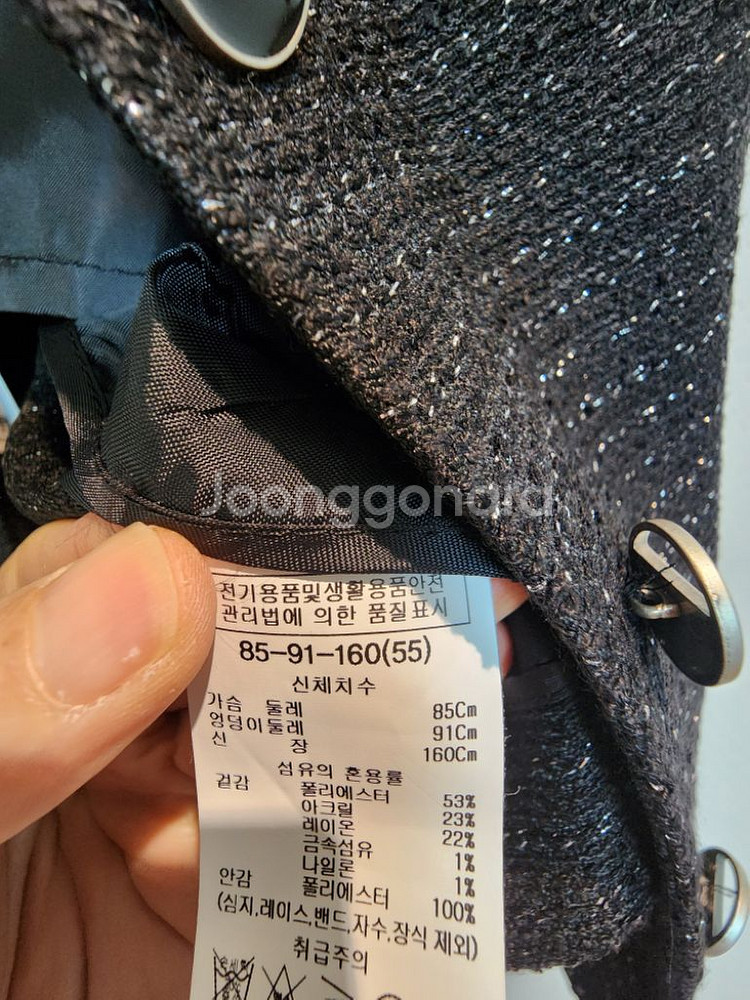 Joonggonara
전기용품및생활용품안전
관리법에 의한 품질표시
85-91-160(55)
신체치수
가슴 둘레 85Cm
엉덩이둘레 91Cm
신 장 160Cm
섬유의 혼용률
겉감 폴리에스터 53%
아크릴 23%
레이온 22%
금속섬유 1%
나일론 1%
안감 폴리에스터 100%
(심지,레이스,밴드,자수,장식 제외)
취급주의